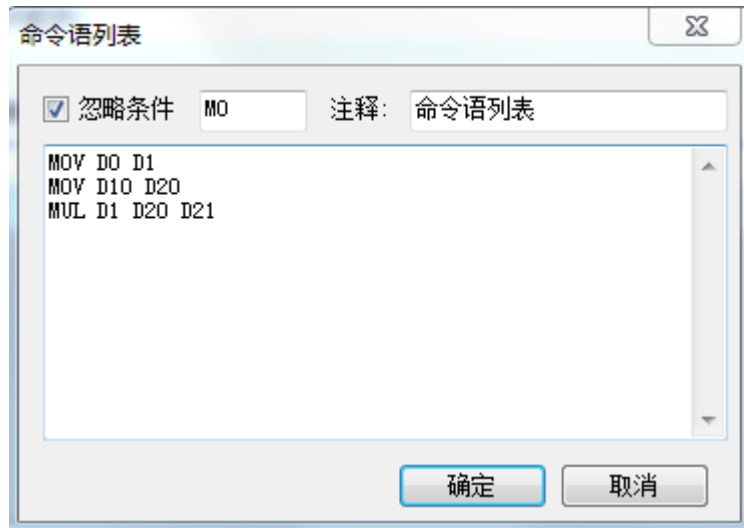 命令语列表
忽略条件 M0 注释: 命令语列表
MOV D0 D1
MOV D10 D20
MUL D1 D20 D21
确定 取消